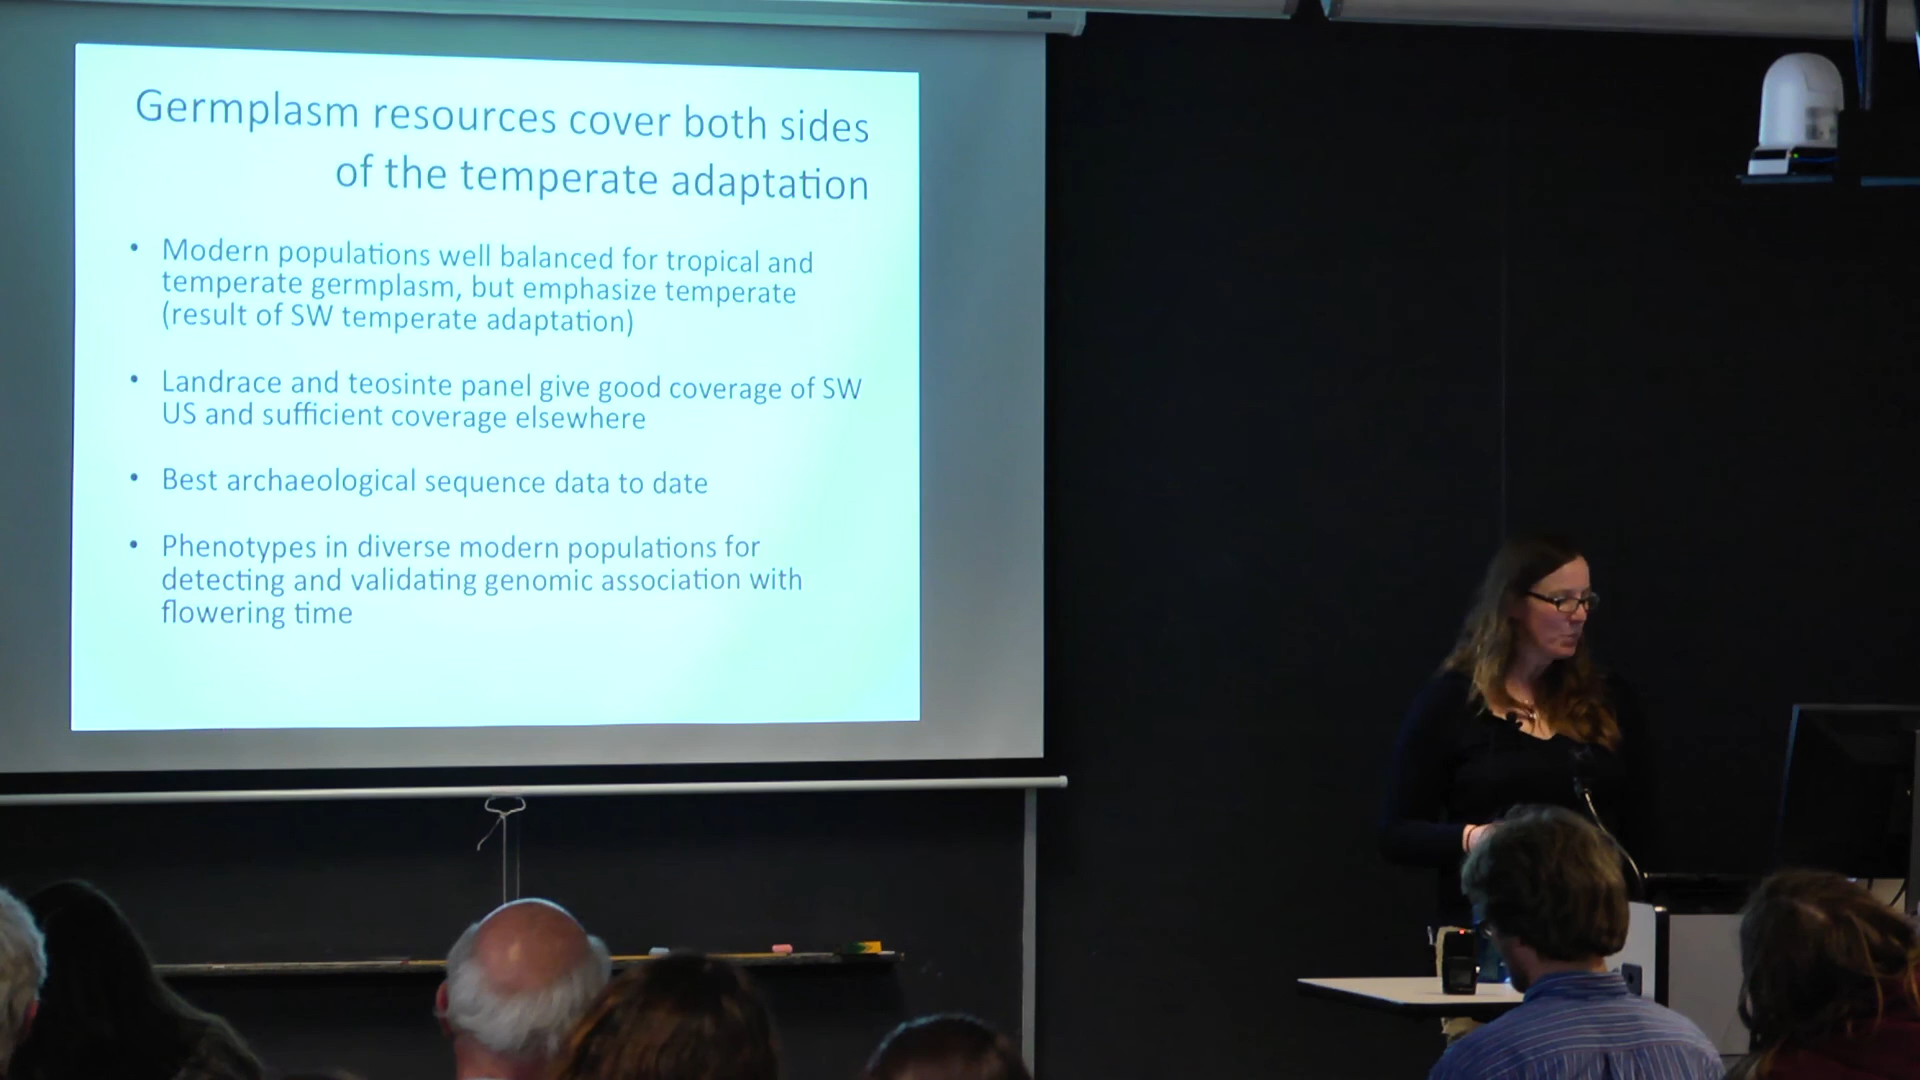 Germplasm resources cover both sides
of the temperate adaptation
• Modern populations well balanced for tropical and
temperate germplasm, but emphasize temperate
(result of SW temperate adaptation)
• Landrace and teosinte panel give good coverage of SW
US and sufficient coverage elsewhere
• Best archaeological sequence data to date
• Phenotypes in diverse modern populations for
detecting and validating genomic association with
flowering time